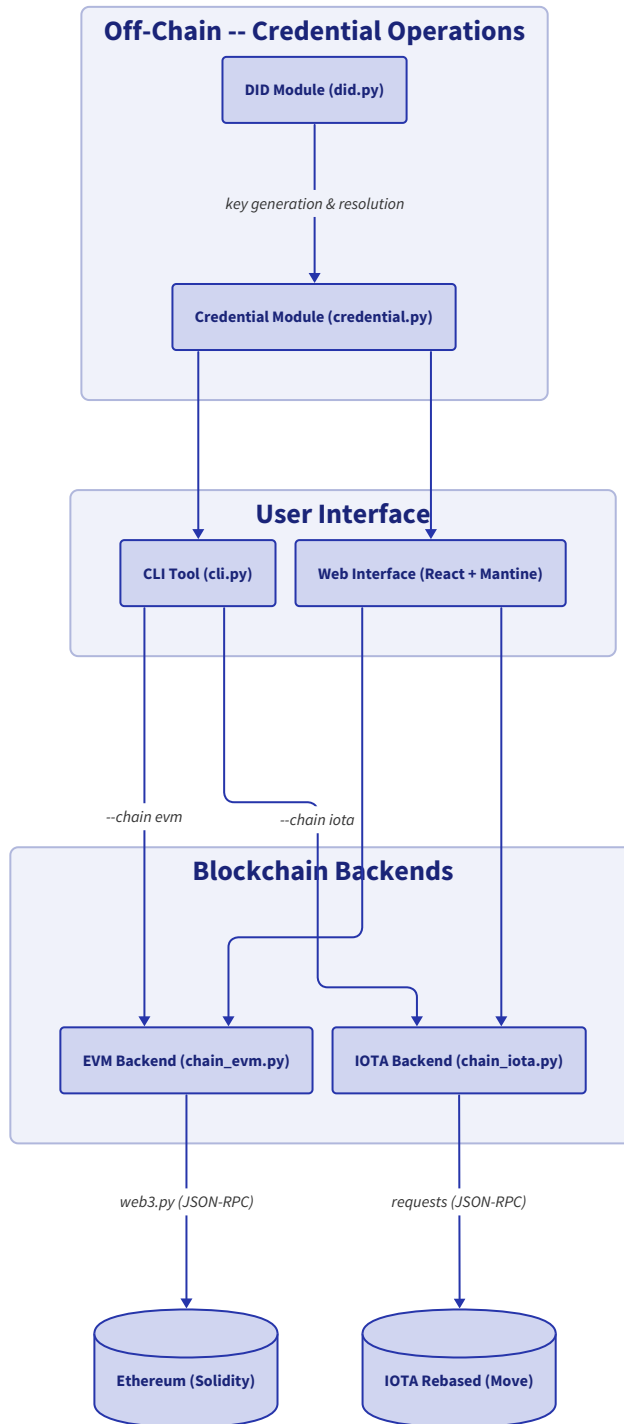 Off-Chain -- Credential Operations
DID Module (did.py)
key generation & resolution
Credential Module (credential.py)
User Interface
CLI Tool (cli.py)
Web Interface (React + Mantine)
--chain evm
--chain iota
Blockchain Backends
EVM Backend (chain_evm.py)
IOTA Backend (chain_iota.py)
web3.py (JSON-RPC)
requests (JSON-RPC)
Ethereum (Solidity)
IOTA Rebased (Move)